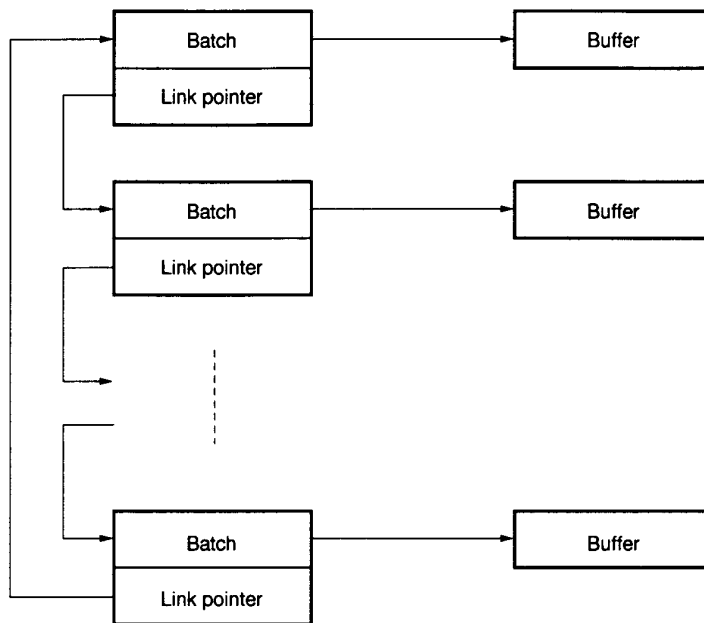 Batch
Buffer
Link pointer
Batch
Buffer
Link pointer
Batch
Buffer
Link pointer